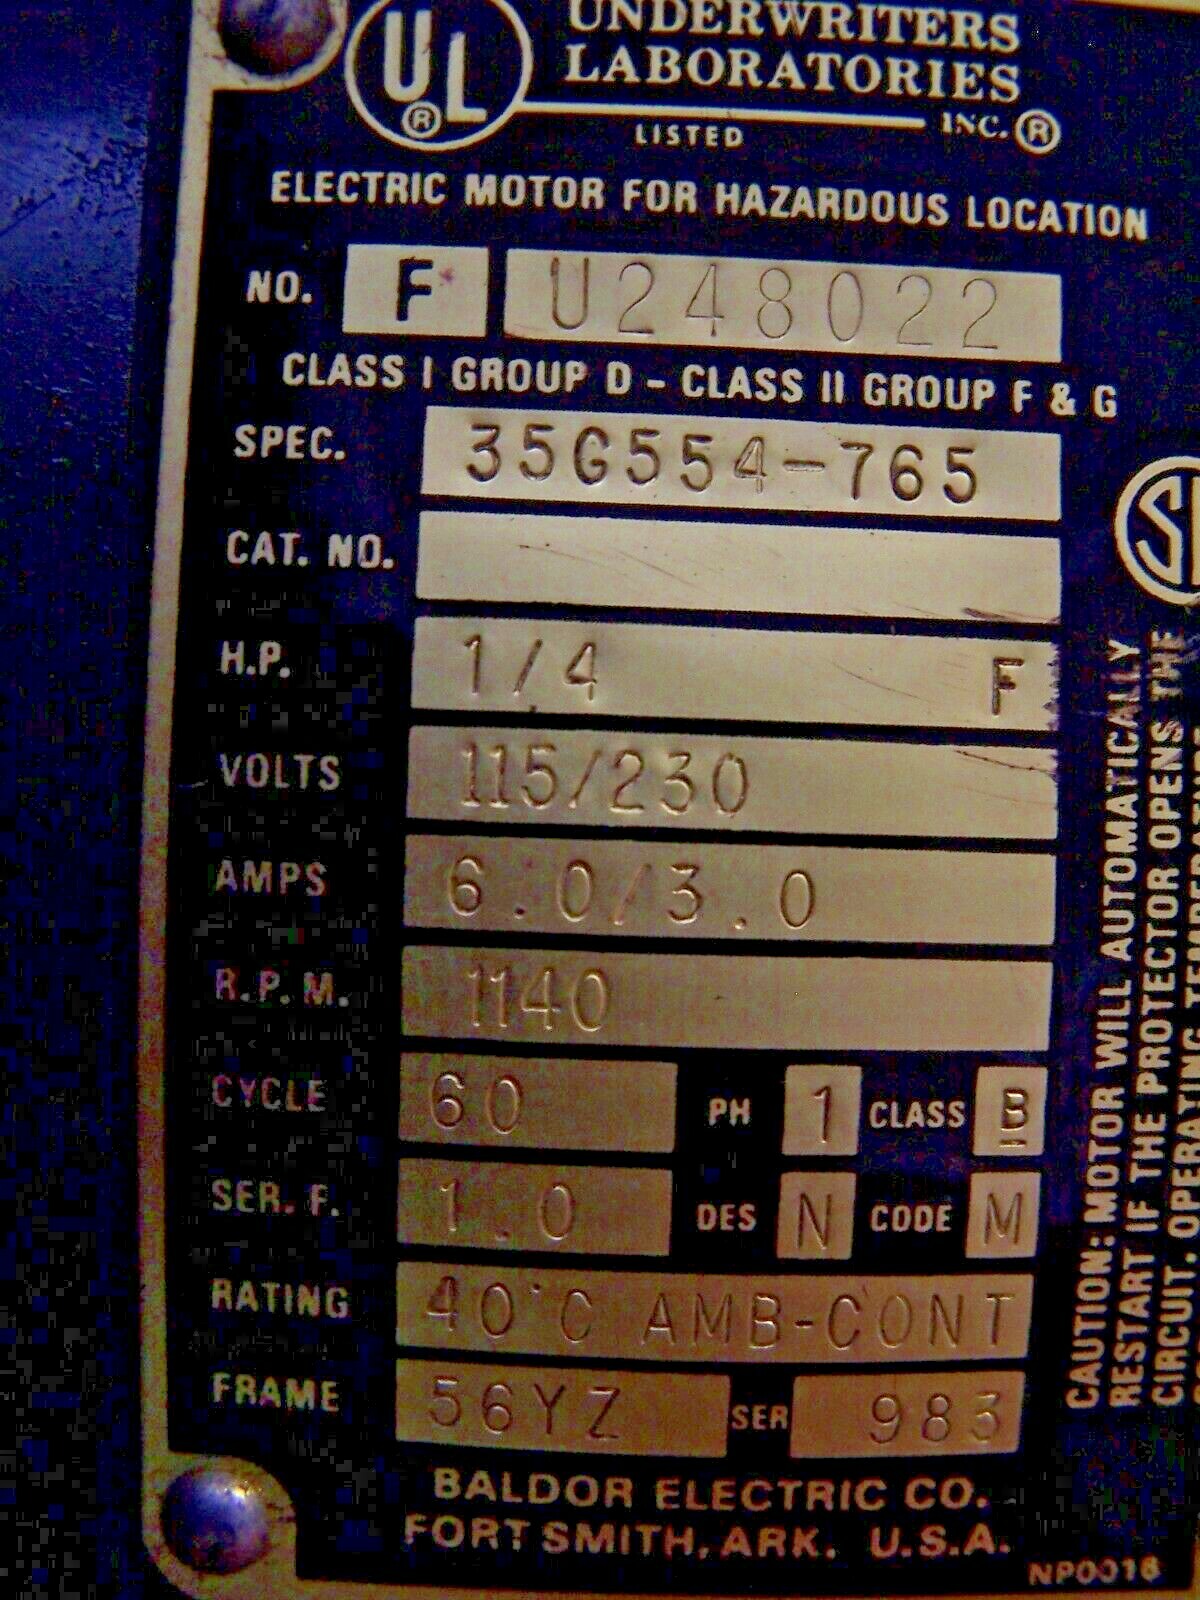 UL®
UNDERWRITERS
LABORATORIES
INC.®
LISTED
ELECTRIC MOTOR FOR HAZARDOUS LOCATION
NO. F U248022
CLASS I GROUP D - CLASS II GROUP F & G
SPEC. 35G554-765
CAT. NO.
H.P. 1/4 F
VOLTS 115/230
AMPS 6.0/3.0
R.P.M. 1140
CYCLE 60 PH 1 CLASS B
SER. F. 1.0 DES N CODE M
RATING 40°C AMB-CONT
FRAME 56YZ SER 983
BALDOR ELECTRIC CO.
FORT SMITH, ARK. U.S.A.
NP0016
CAUTION: MOTOR WILL AUTOMATICALLY
RESTART IF THE PROTECTOR OPENS THE
CIRCUIT. OPERATING